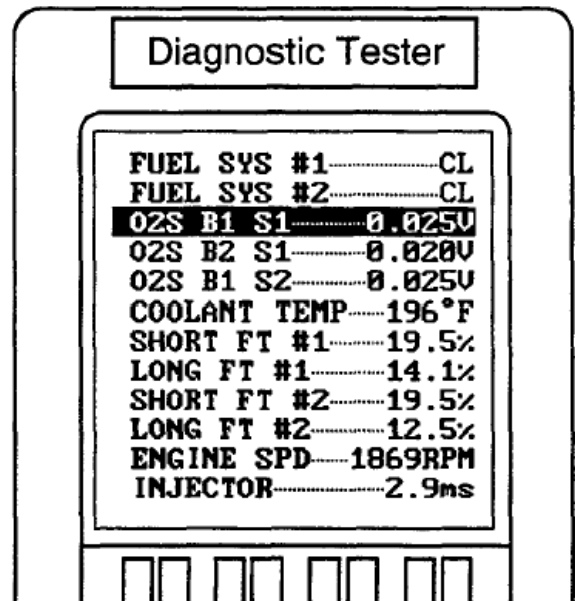 Diagnostic Tester
FUEL SYS #1............CL
FUEL SYS #2............CL
O2S B1 S1............0.025V
O2S B2 S1............0.020V
O2S B1 S2............0.025V
COOLANT TEMP......196°F
SHORT FT #1......19.5%
LONG FT #1......14.1%
SHORT FT #2......19.5%
LONG FT #2......12.5%
ENGINE SPD......1869RPM
INJECTOR............2.9ms